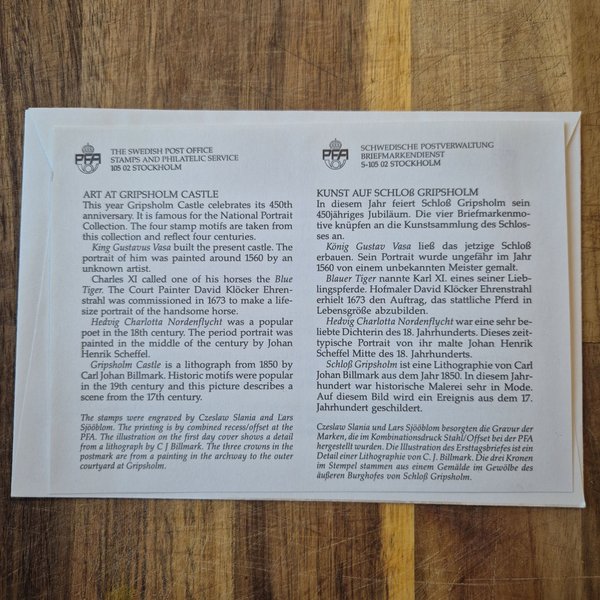 PFA
THE SWEDISH POST OFFICE
STAMPS AND PHILATELIC SERVICE
105 02 STOCKHOLM
ART AT GRIPSHOLM CASTLE
This year Gripsholm Castle celebrates its 450th
anniversary. It is famous for the National Portrait
Collection. The four stamp motifs are taken from
this collection and reflect four centuries.
King Gustavus Vasa built the present castle. The
portrait of him was painted around 1560 by an
unknown artist.
Charles XI called one of his horses the Blue
Tiger. The Court Painter David Klöcker Ehren-
strahl was commissioned in 1673 to make a life-
size portrait of the handsome horse.
Hedvig Charlotta Nordenflycht was a popular
poet in the 18th century. The period portrait was
painted in the middle of the century by Johan
Henrik Scheffel.
Gripsholm Castle is a lithograph from 1850 by
Carl Johan Billmark. Historic motifs were popular
in the 19th century and this picture describes a
scene from the 17th century.
The stamps were engraved by Czeslaw Slania and Lars
Sjööblom. The printing is by combined recess/offset at the
PFA. The illustration on the first day cover shows a detail
from a lithograph by C J Billmark. The three crowns in the
postmark are from a painting in the archway to the outer
courtyard at Gripsholm.
PFA
SCHWEDISCHE POSTVERWALTUNG
BRIEFMARKENDIENST
S-105 02 STOCKHOLM
KUNST AUF SCHLOß GRIPSHOLM
In diesem Jahr feiert Schloß Gripsholm sein
450jähriges Jubiläum. Die vier Briefmarkenmo-
tive knüpfen an die Kunstsammlung des Schlos-
ses an.
König Gustav Vasa ließ das jetzige Schloß
erbauen. Sein Portrait wurde ungefähr im Jahr
1560 von einem unbekannten Meister gemalt.
Blauer Tiger nannte Karl XI. eines seiner Lieb-
lingspferde. Hofmaler David Klöcker Ehrenstrahl
erhielt 1673 den Auftrag, das stattliche Pferd in
Lebensgröße abzubilden.
Hedvig Charlotta Nordenflycht war eine sehr be-
liebte Dichterin des 18. Jahrhunderts. Dieses zeit-
typische Portrait von ihr malte Johan Henrik
Scheffel Mitte des 18. Jahrhunderts.
Schloß Gripsholm ist eine Lithographie von Carl
Johan Billmark aus dem Jahr 1850. In diesem Jahr-
hundert war historische Malerei sehr in Mode.
Auf diesem Bild wird ein Ereignis aus dem 17.
Jahrhundert geschildert.
Czeslaw Slania und Lars Sjööblom besorgten die Gravur der
Marken, die im Kombinationsdruck Stahl/Offset bei der PFA
hergestellt wurden. Die Illustration des Ersttagsbriefes ist ein
Detail einer Lithographie von C. J. Billmark. Die drei Kronen
im Stempel stammen aus einem Gemälde im Gewölbe des
äußeren Burghofes von Schloß Gripsholm.